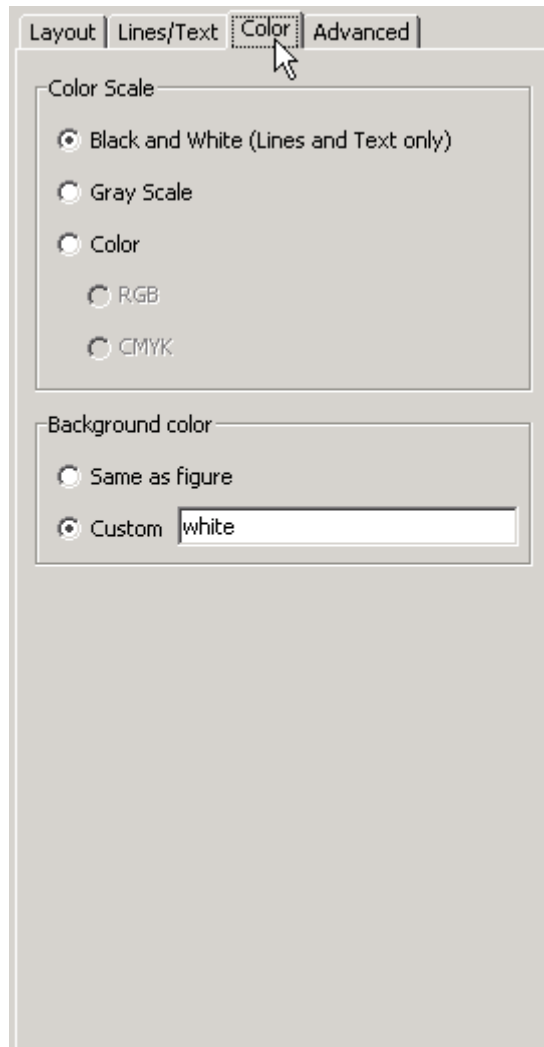 Layout Lines/Text Color Advanced
Color Scale
Black and White (Lines and Text only)
Gray Scale
Color
RGB
CMYK
Background color
Same as figure
Custom white